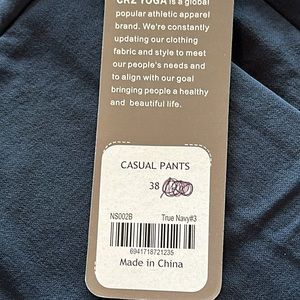 CRZ YOGA is a global
popular athletic apparel
brand. We're constantly
updating our clothing
fabric and style to meet
our people's needs and
to align with our goal
bringing people a healthy
and beautiful life.
CASUAL PANTS
38
NS002B True Navy#3
6941718721235
Made in China